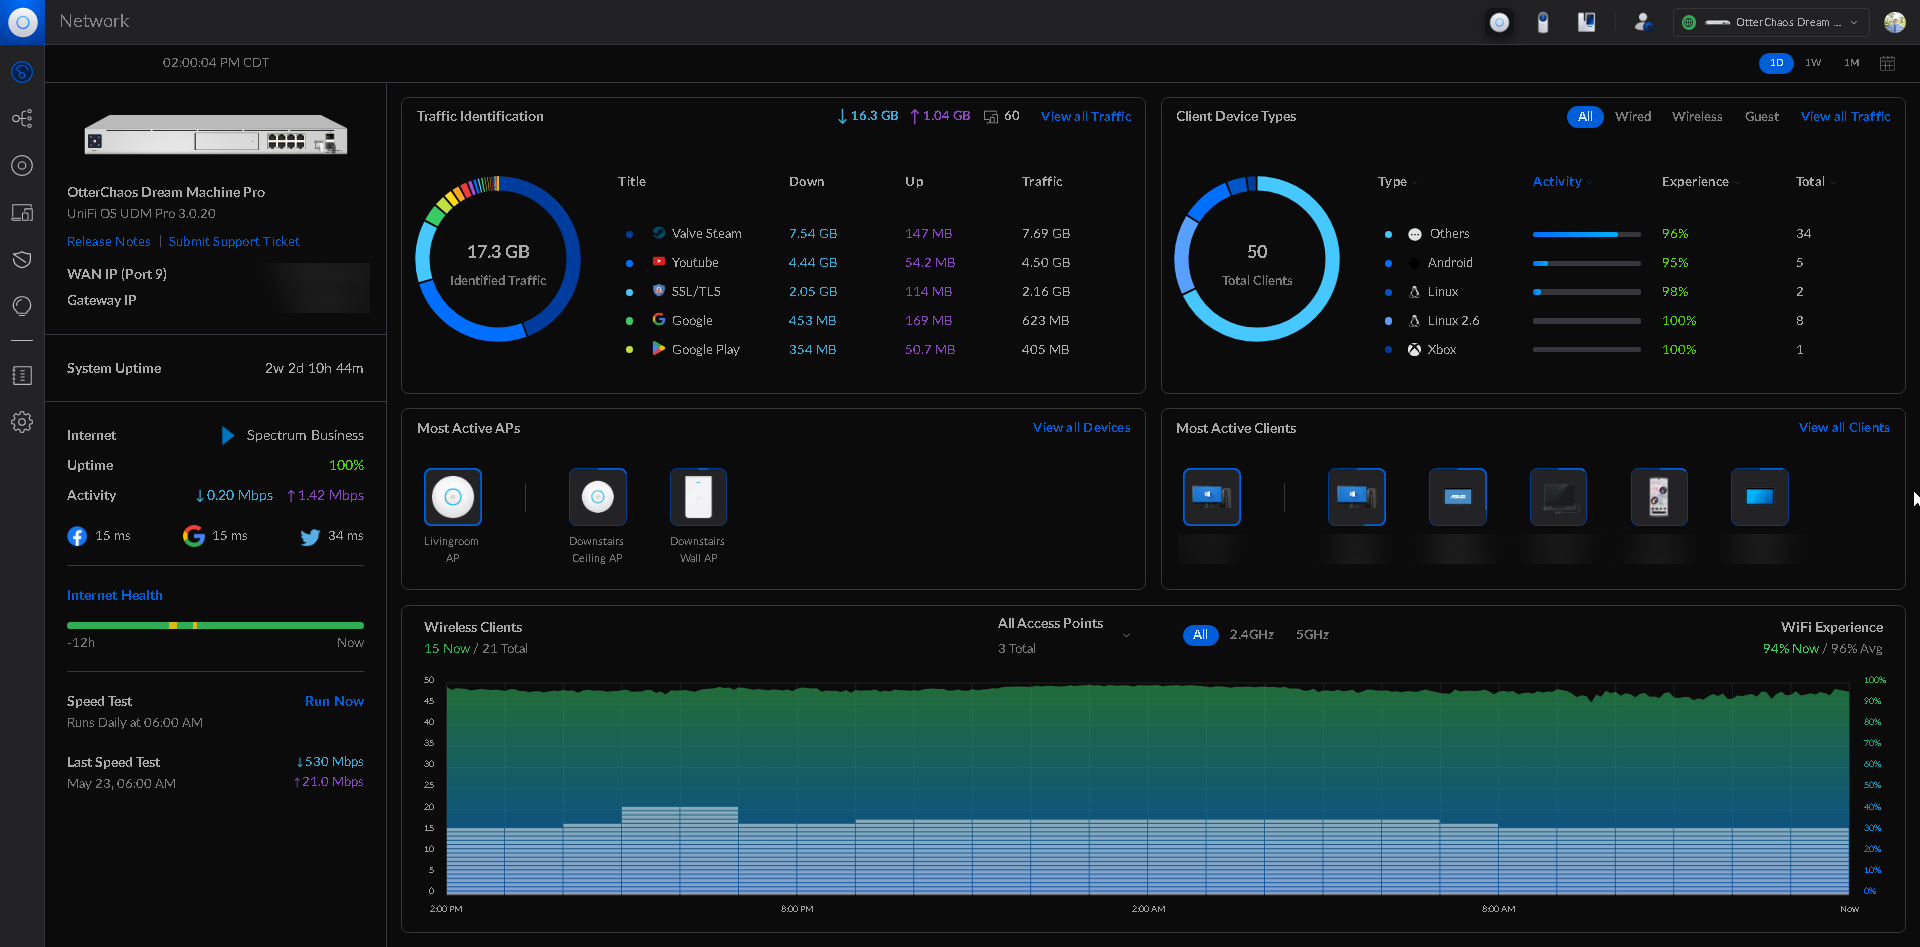 Network
OtterChaos Dream ...
02:00:04 PM CDT
1D 1W 1M
OtterChaos Dream Machine Pro
UniFi OS UDM Pro 3.0.20
Release Notes | Submit Support Ticket
WAN IP (Port 9)
Gateway IP
System Uptime 2w 2d 10h 44m
Internet Spectrum Business
Uptime 100%
Activity ↓0.20 Mbps ↑1.42 Mbps
15 ms 15 ms 34 ms
Internet Health
-12h Now
Speed Test Run Now
Runs Daily at 06:00 AM
Last Speed Test ↓530 Mbps
May 23, 06:00 AM ↑21.0 Mbps
Traffic Identification ↓16.3 GB ↑1.04 GB 60 View all Traffic
17.3 GB
Identified Traffic
Title Down Up Traffic
Valve Steam 7.54 GB 147 MB 7.69 GB
Youtube 4.44 GB 54.2 MB 4.50 GB
SSL/TLS 2.05 GB 114 MB 2.16 GB
Google 453 MB 169 MB 623 MB
Google Play 354 MB 50.7 MB 405 MB
Client Device Types All Wired Wireless Guest View all Traffic
50
Total Clients
Type Activity Experience Total
Others 96% 34
Android 95% 5
Linux 98% 2
Linux 2.6 100% 8
Xbox 100% 1
Most Active APs View all Devices
Livingroom
AP
Downstairs
Ceiling AP
Downstairs
Wall AP
Most Active Clients View all Clients
ASUS
Wireless Clients
15 Now / 21 Total
All Access Points
3 Total
All 2.4GHz 5GHz
WiFi Experience
94% Now / 96% Avg
50 100%
45 90%
40 80%
35 70%
30 60%
25 50%
20 40%
15 30%
10 20%
5 10%
0 0%
2:00 PM 8:00 PM 2:00 AM 8:00 AM Now